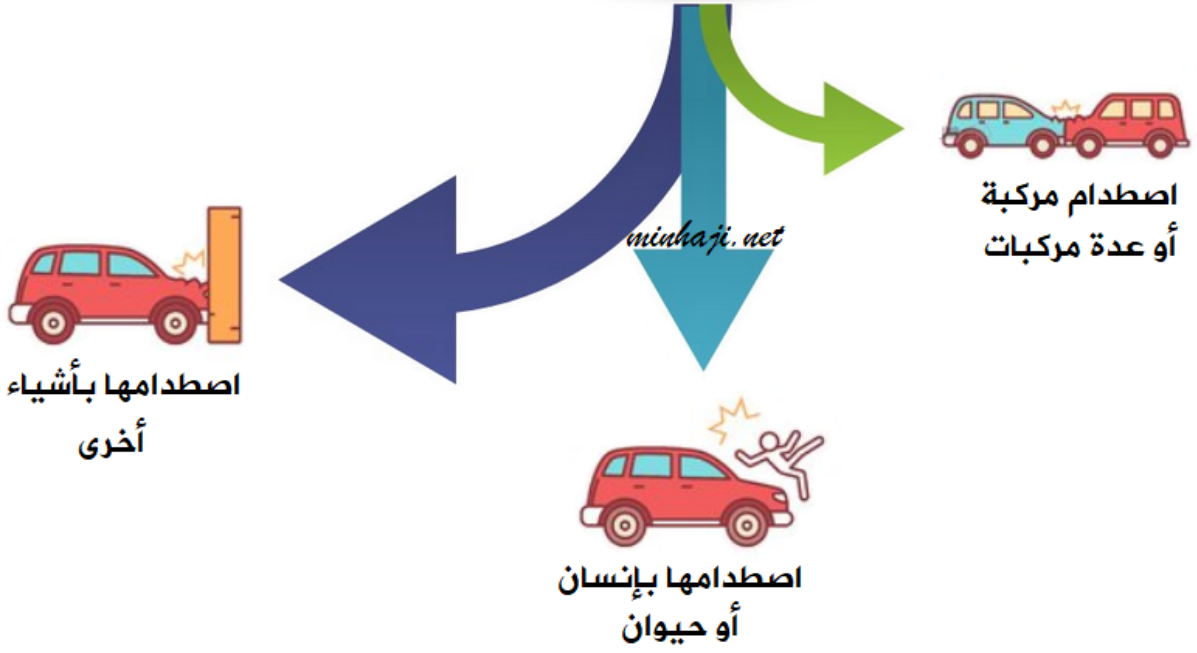 اصطدام مركبة
أو عدة مركبات
minhaji.net
اصطدامها بأشياء
أخرى
اصطدامها بإنسان
أو حيوان